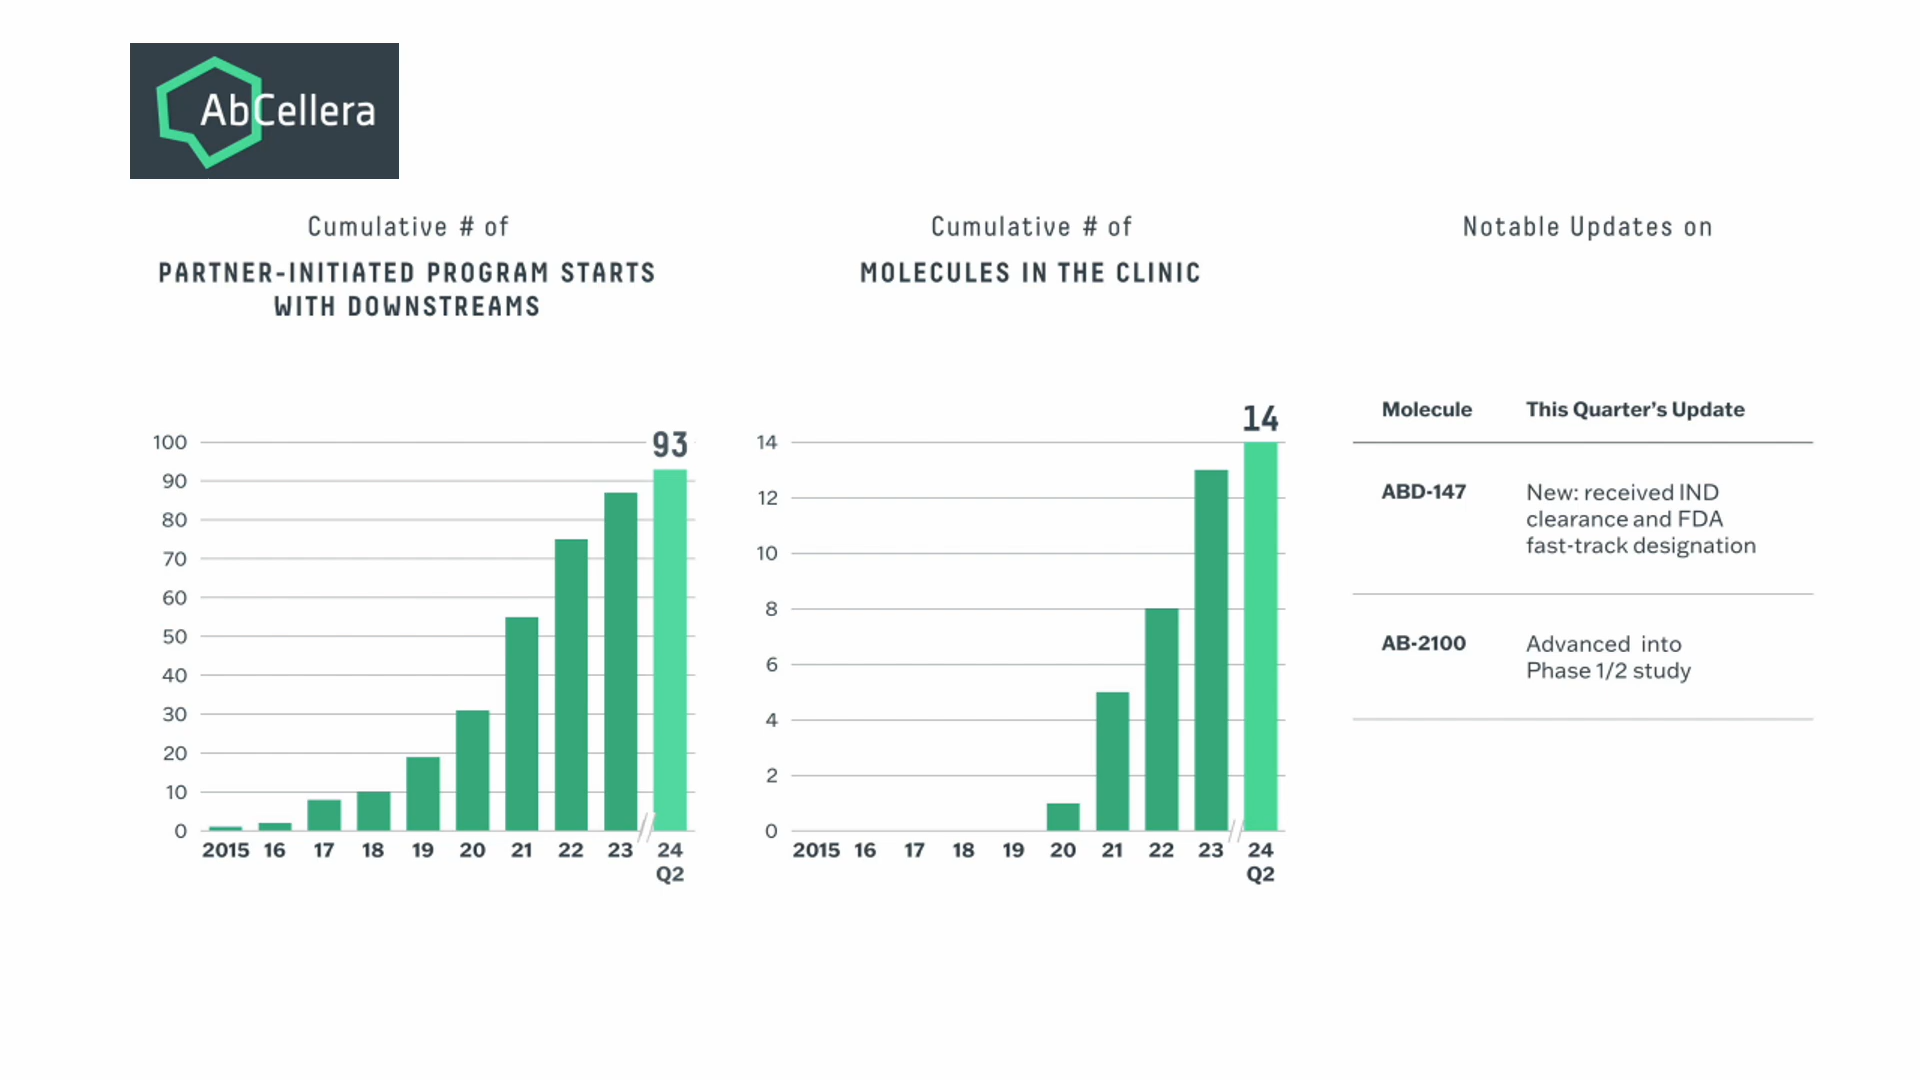 AbCellera
Cumulative # of
PARTNER-INITIATED PROGRAM STARTS
WITH DOWNSTREAMS
100
90
80
70
60
50
40
30
20
10
0
93
2015 16 17 18 19 20 21 22 23 24
Q2
Cumulative # of
MOLECULES IN THE CLINIC
14
12
10
8
6
4
2
0
14
2015 16 17 18 19 20 21 22 23 24
Q2
Notable Updates on
Molecule This Quarter's Update
ABD-147 New: received IND
clearance and FDA
fast-track designation
AB-2100 Advanced into
Phase 1/2 study